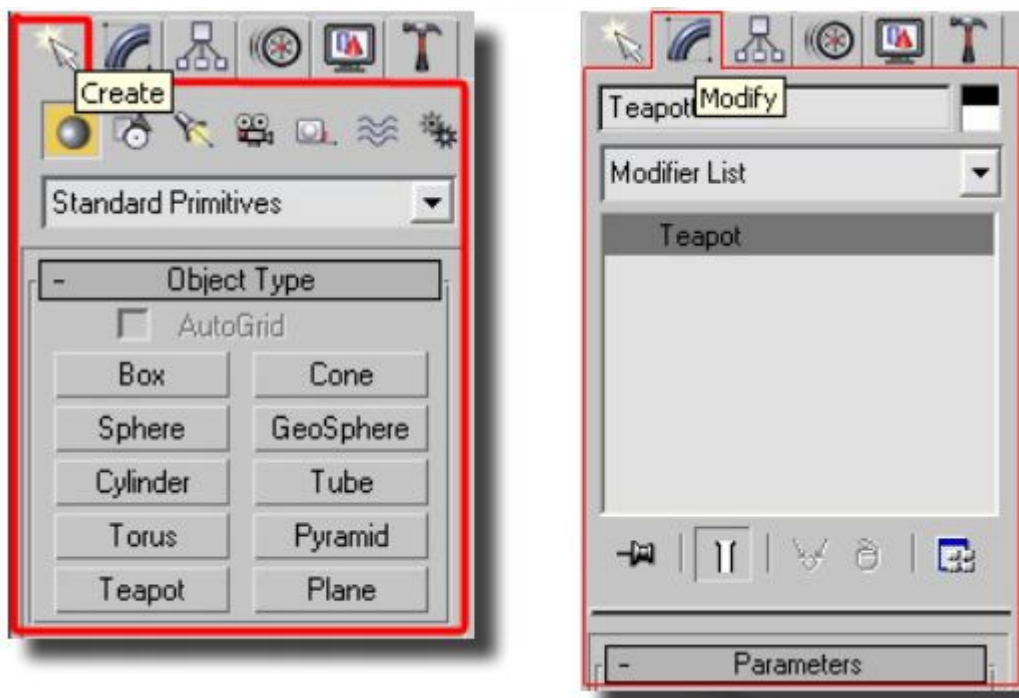 Create
Standard Primitives
- Object Type
AutoGrid
Box Cone
Sphere GeoSphere
Cylinder Tube
Torus Pyramid
Teapot Plane
Modify
Teapot
Modifier List
Teapot
- Parameters